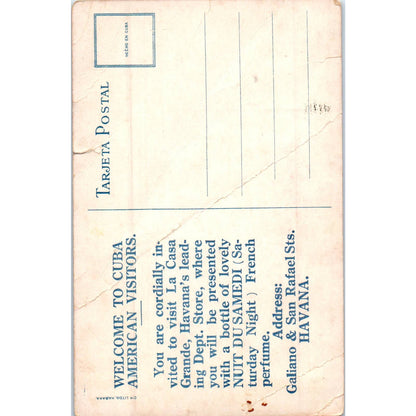 WELCOME TO CUBA
AMERICAN VISITORS.
You are cordially in-
vited to visit La Casa
Grande, Havana's lead-
ing Dept. Store, where
you will be presented
with a bottle of lovely
NUIT DU SAMEDI (Sa-
turday Night) French
perfume.
Address:
Galiano & San Rafael Sts.
HAVANA.
TARJETA POSTAL
HECHO EN CUBA